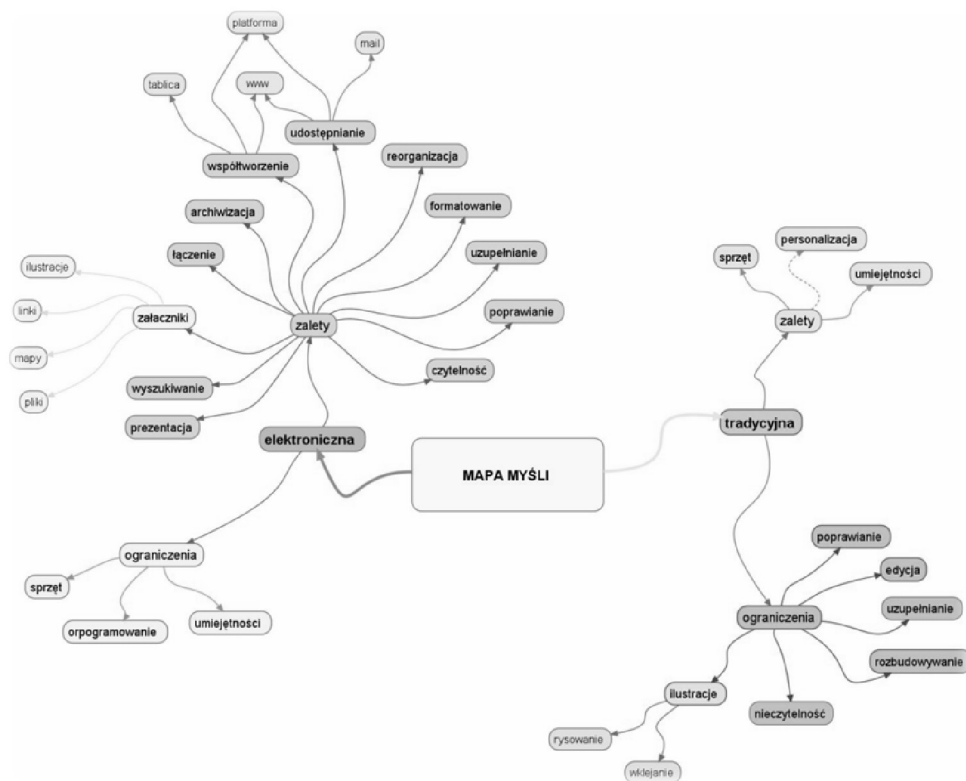 platforma
mail
tablica
www
udostępnianie
współtworzenie
reorganizacja
archiwizacja
formatowanie
łączenie
uzupełnianie
ilustracje
linki
załaczniki
zalety
poprawianie
mapy
czytelność
pliki
wyszukiwanie
prezentacja
elektroniczna
MAPA MYŚLI
ograniczenia
sprzęt
orpogramowanie
umiejętności
personalizacja
sprzęt
umiejętności
zalety
tradycyjna
poprawianie
edycja
uzupełnianie
ograniczenia
rozbudowywanie
ilustracje
nieczytelność
rysowanie
wklejanie